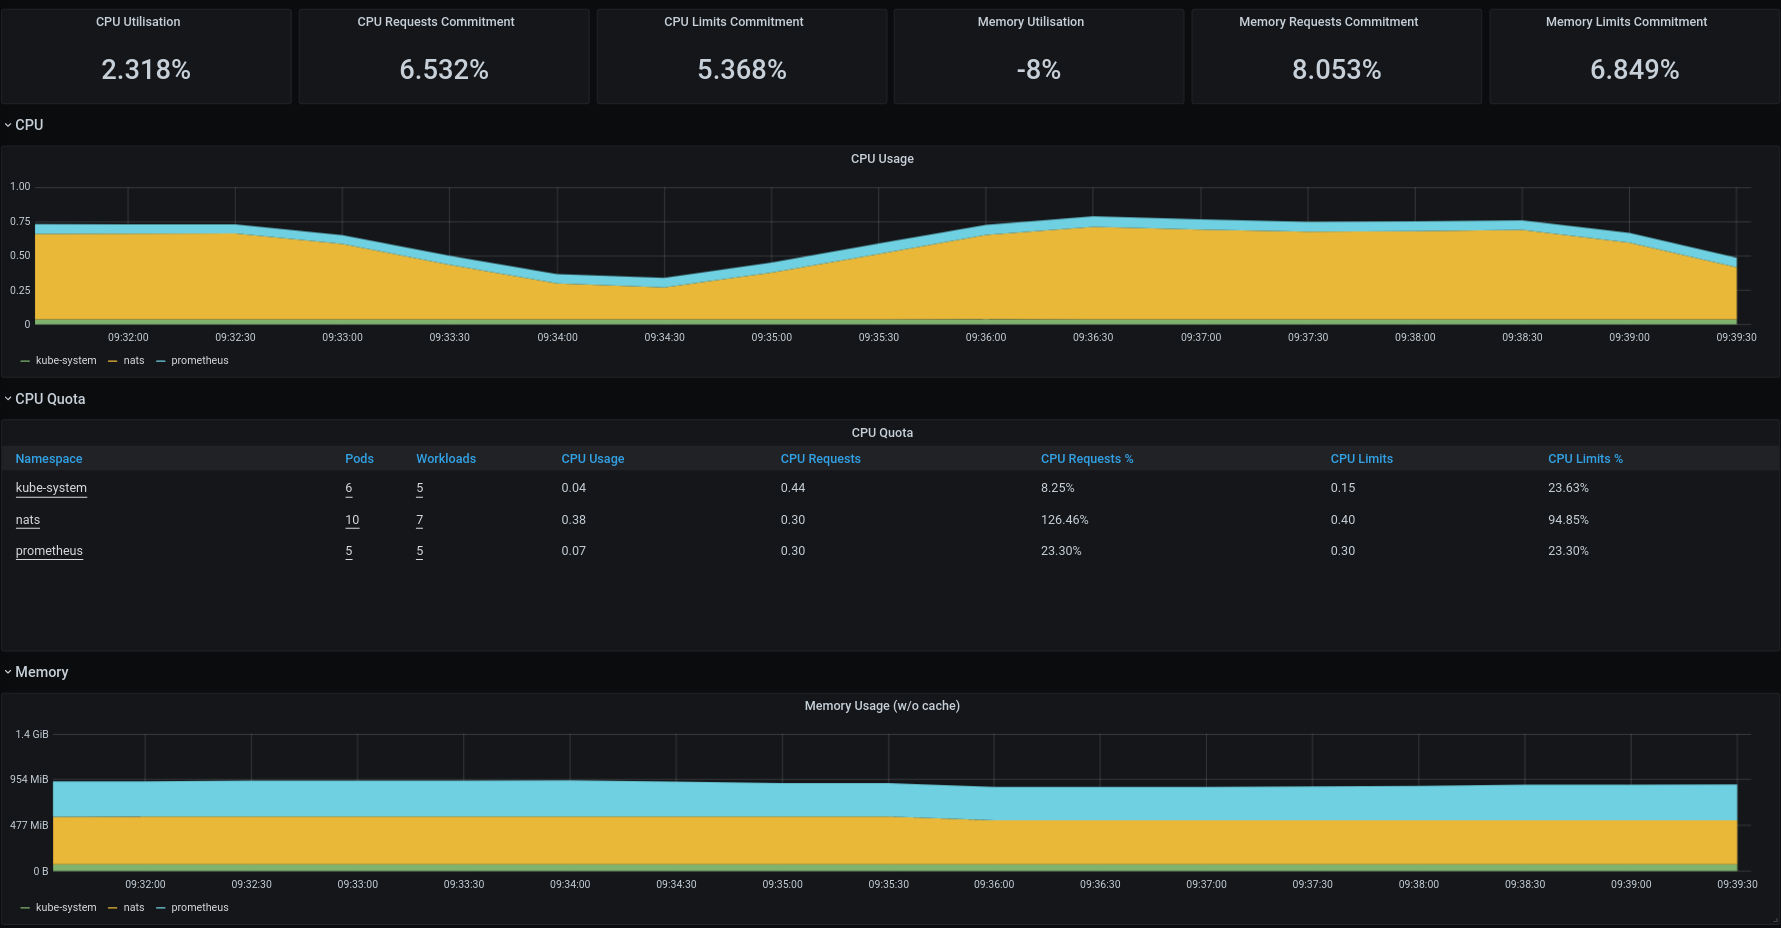 CPU Utilisation CPU Requests Commitment CPU Limits Commitment Memory Utilisation Memory Requests Commitment Memory Limits Commitment
2.318% 6.532% 5.368% -8% 8.053% 6.849%
CPU
CPU Usage
1.00
0.75
0.50
0.25
0
09:32:00 09:32:30 09:33:00 09:33:30 09:34:00 09:34:30 09:35:00 09:35:30 09:36:00 09:36:30 09:37:00 09:37:30 09:38:00 09:38:30 09:39:00 09:39:30
kube-system nats prometheus
CPU Quota
CPU Quota
Namespace Pods Workloads CPU Usage CPU Requests CPU Requests % CPU Limits CPU Limits %
kube-system 6 5 0.04 0.44 8.25% 0.15 23.63%
nats 10 7 0.38 0.30 126.46% 0.40 94.85%
prometheus 5 5 0.07 0.30 23.30% 0.30 23.30%
Memory
Memory Usage (w/o cache)
1.4 GiB
954 MiB
477 MiB
0 B
09:32:00 09:32:30 09:33:00 09:33:30 09:34:00 09:34:30 09:35:00 09:35:30 09:36:00 09:36:30 09:37:00 09:37:30 09:38:00 09:38:30 09:39:00 09:39:30
kube-system nats prometheus